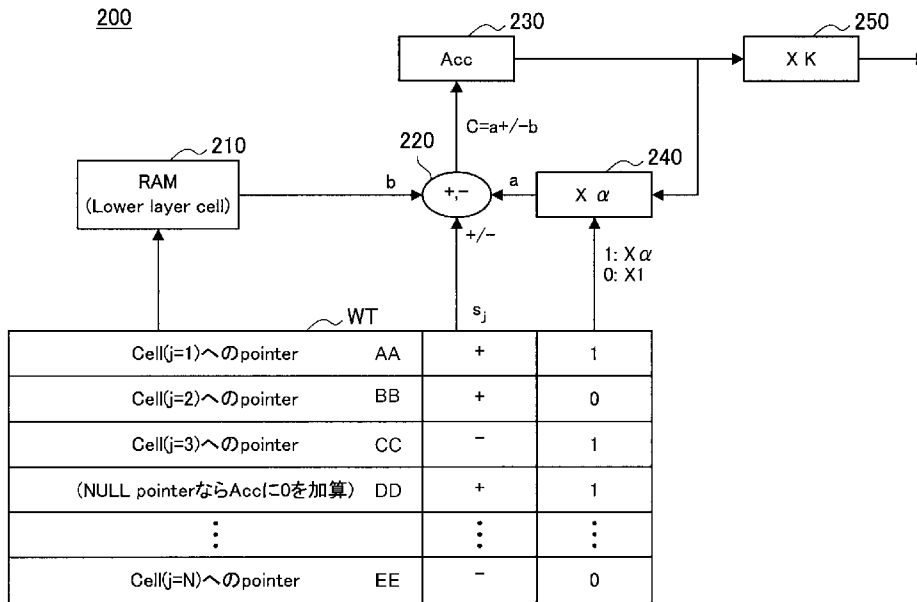 200
230
Acc
250
X K
C=a+/-b
210
RAM
(Lower layer cell)
220
b
+,-
a
240
X α
+/-
1: X α
0: X1
WT
sj
Cell(j=1)へのpointer AA + 1
Cell(j=2)へのpointer BB + 0
Cell(j=3)へのpointer CC − 1
(NULL pointerならAccに0を加算) DD + 1
⋮ ⋮ ⋮
Cell(j=N)へのpointer EE − 0